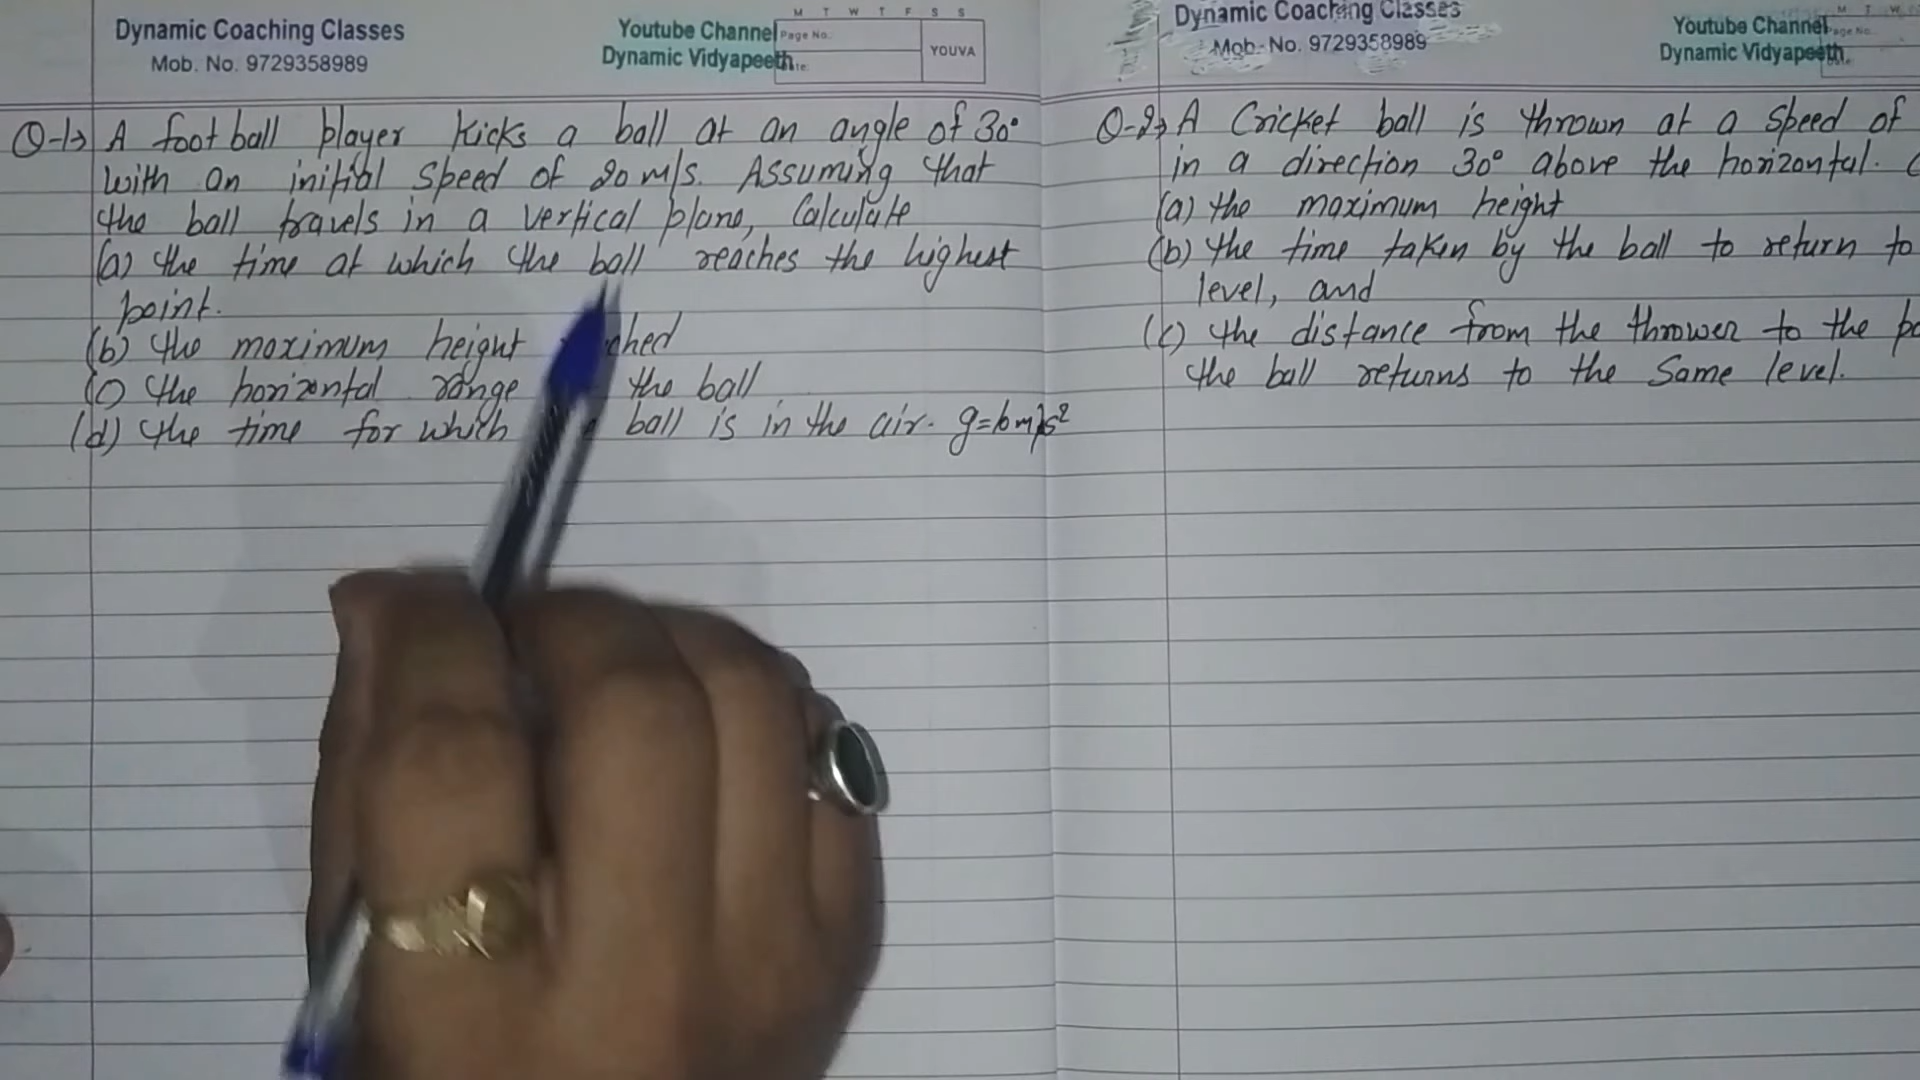 Dynamic Coaching Classes
Mob. No. 9729358989
Youtube Channel
Dynamic Vidyapeeth
M T W T F S S
Page No.:
YOUVA
Q-1 A foot ball player kicks a ball at an angle of 30°
with an initial speed of 20 m/s. Assuming that
the ball travels in a vertical plane, Calculate
(a) the time at which the ball reaches the highest
point.
(b) the maximum height ched
(c) the horizontal range the ball
(d) the time for which ball is in the air. g=10 m/s²
Dynamic Coaching Classes
Mob. No. 9729358989
Youtube Channel
Dynamic Vidyapeeth
M T W
Page No.
Q-2 A Cricket ball is thrown at a speed of
in a direction 30° above the horizontal.
(a) the maximum height
(b) the time taken by the ball to return to
level, and
(c) the distance from the thrower to the
the ball returns to the Same level.